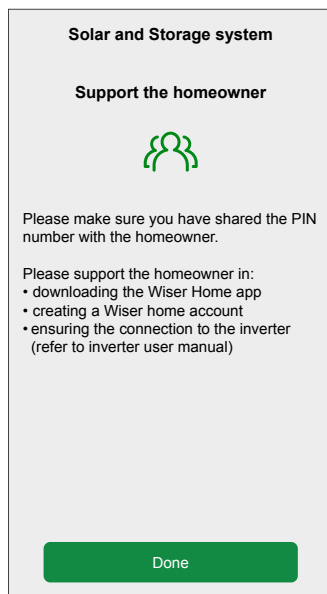 Solar and Storage system
Support the homeowner
Please make sure you have shared the PIN
number with the homeowner.
Please support the homeowner in:
• downloading the Wiser Home app
• creating a Wiser home account
• ensuring the connection to the inverter
(refer to inverter user manual)
Done